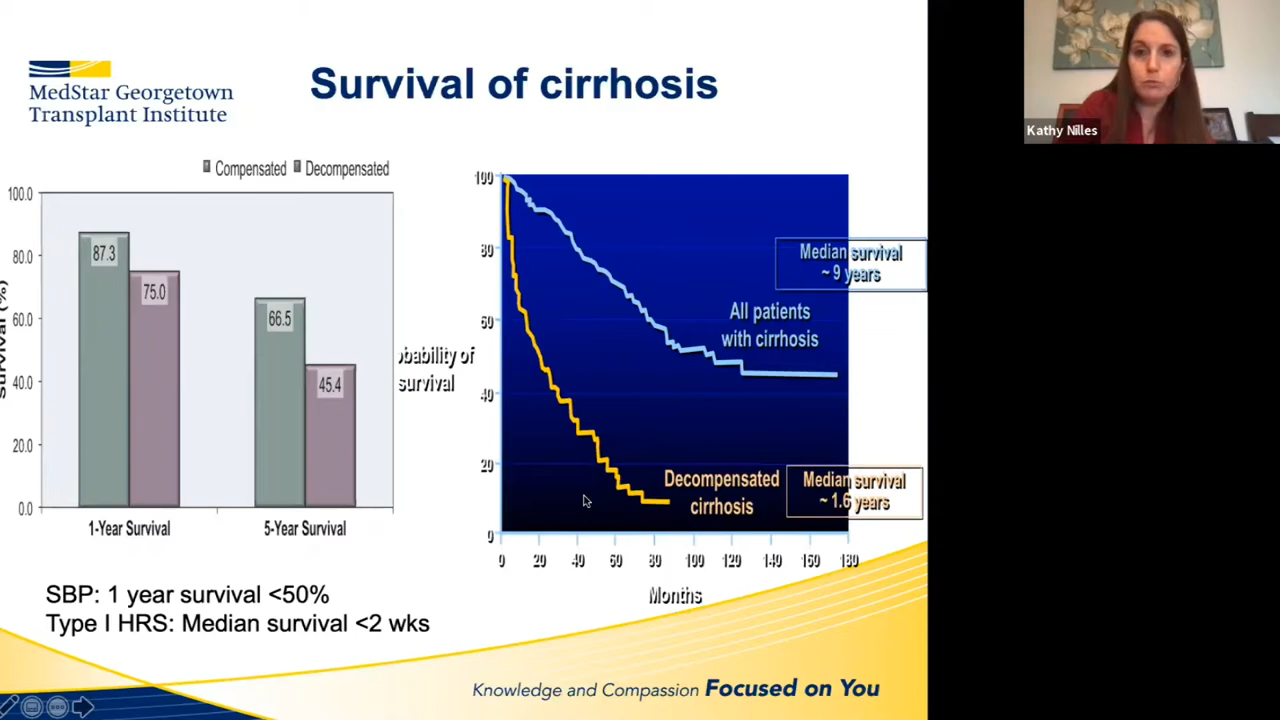 MedStar Georgetown
Transplant Institute
Survival of cirrhosis
Kathy Nilles
Compensated Decompensated
100.0
80.0
60.0
40.0
20.0
0.0
87.3
75.0
66.5
45.4
1-Year Survival
5-Year Survival
obability of
survival
100
80
60
40
20
0
Median survival
~ 9 years
All patients
with cirrhosis
Decompensated
cirrhosis
Median survival
~ 1.6 years
0 20 40 60 80 100 120 140 160 180
Months
SBP: 1 year survival <50%
Type I HRS: Median survival <2 wks
Knowledge and Compassion Focused on You